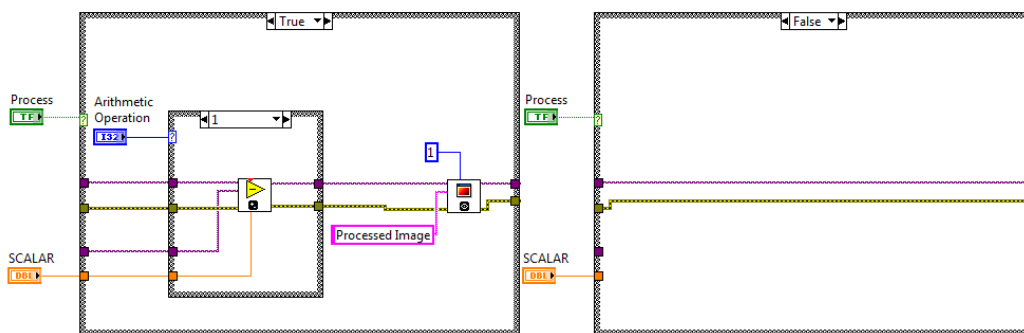 True
False
Process
TF
Arithmetic
Operation
I32
1
1
Processed Image
SCALAR
DBL
Process
TF
SCALAR
DBL